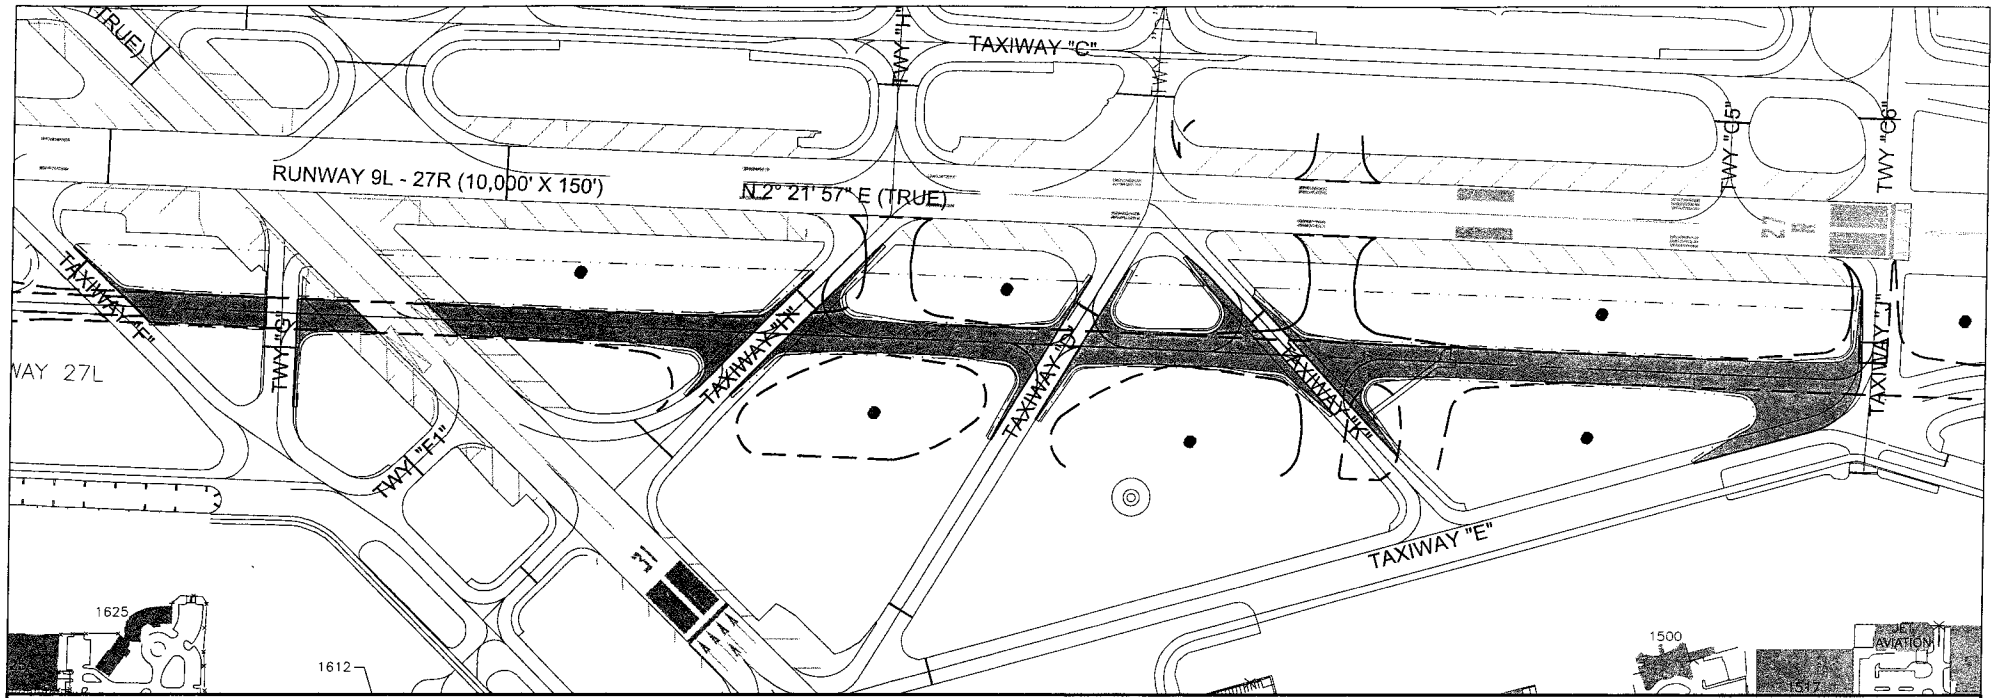 (TRUE)
TWY "H"
TAXIWAY "C"
TWY "C5"
TWY "C6"
RUNWAY 9L - 27R (10,000' X 150')
N 2° 21' 57" E (TRUE)
27
R
TAXIWAY "F"
TWY "G"
TAXIWAY "H"
TAXIWAY "K"
TAXIWAY "J"
WAY 27L
TWY "F1"
TAXIWAY "E"
31
1625
1612
1500
JET
AVIATION
1517